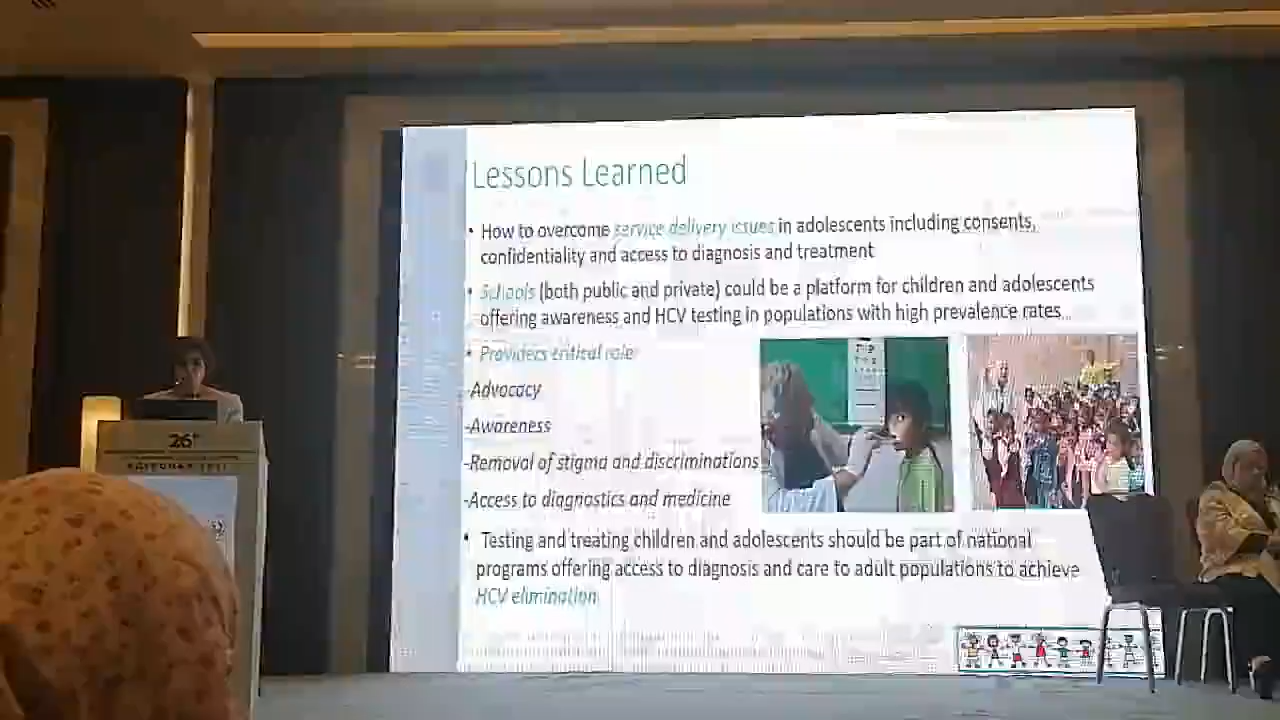 26th
Lessons Learned
• How to overcome service delivery issues in adolescents including consents,
confidentiality and access to diagnosis and treatment
• Schools (both public and private) could be a platform for children and adolescents
offering awareness and HCV testing in populations with high prevalence rates
• Providers critical role
-Advocacy
-Awareness
-Removal of stigma and discriminations
-Access to diagnostics and medicine
• Testing and treating children and adolescents should be part of national
programs offering access to diagnosis and care to adult populations to achieve
HCV elimination